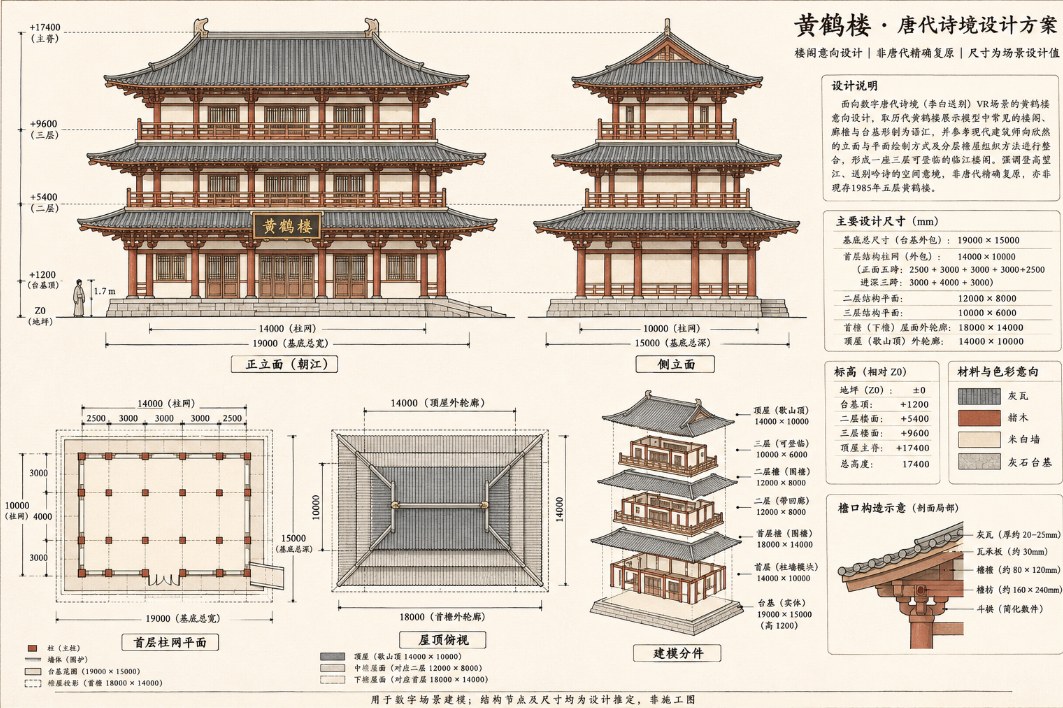 黄鹤楼·唐代诗境设计方案
楼阁意向设计｜非唐代精确复原｜尺寸为场景设计值
+17400
(主脊)
+9600
(三层)
+5400
(二层)
+1200
(台基顶)
Z0
(地坪)
1.7 m
黄鹤楼
14000（柱网）
19000（基底总宽）
正立面（朝江）
10000（柱网）
15000（基底总深）
侧立面
设计说明
面向数字唐代诗境（李白送别）VR场景的黄鹤楼
意向设计，取历代黄鹤楼展示模型中常见的楼阁、
廊檐与台基形制为语汇，并参考现代建筑师向欣然
的立面与平面绘制方式及分层檐屋组织方法进行整
合，形成一座三层可登临的临江楼阁。强调登高望
江、送别吟诗的空间意境，非唐代精确复原，亦非
现存1985年五层黄鹤楼。
主要设计尺寸（mm）
基底总尺寸（台基外包）：19000 × 15000
首层结构柱网（外包）：14000 × 10000
（正面五跨：2500 + 3000 + 3000 + 3000+2500
进深三跨：3000 + 4000 + 3000）
二层结构平面：12000 × 8000
三层结构平面：10000 × 6000
首檐（下檐）屋面外轮廓：18000 × 14000
顶屋（歇山顶）外轮廓：14000 × 10000
标高（相对 Z0）
地坪（Z0）：±0
台基顶：+1200
二层楼面：+5400
三层楼面：+9600
顶屋主脊：+17400
总高度：17400
材料与色彩意向
灰瓦
赭木
米白墙
灰石台基
14000（柱网）
2500 3000 3000 3000 2500
3000
10000
(柱网)
4000
3000
15000
(基底总深)
19000（基底总宽）
首层柱网平面
柱（主柱）
墙体（围护）
台基范围（19000 × 15000）
檐屋投影（首檐 18000 × 14000）
14000（顶屋外轮廊）
10000
14000
18000（首檐外轮廊）
屋顶俯视
顶屋（歇山顶 14000 × 10000）
中檐屋面（对应二层 12000 × 8000）
下檐屋面（对应首层 18000 × 14000）
顶屋（歇山顶）
14000 × 10000
三层（可登临）
10000 × 6000
二层檐（围檐）
12000 × 8000
二层（带回廊）
12000 × 8000
首层檐（围檐）
18000 × 14000
首层（柱墙模块）
14000 × 10000
台基（实体）
19000 × 15000
(高 1200)
建模分件
檐口构造示意（剖面局部）
灰瓦（厚约 20-25mm）
瓦承板（约 30mm）
檐檩（约 80 × 120mm）
檐枋（约 160 × 240mm）
斗拱（简化数件）
用于数字场景建模；结构节点及尺寸均为设计推定，非施工图